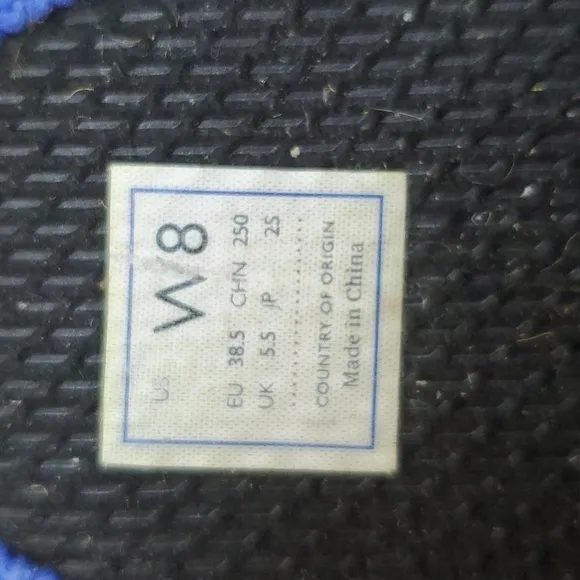 US W8
EU 38.5 CHN 250
UK 5.5 JP 25
COUNTRY OF ORIGIN
Made in China